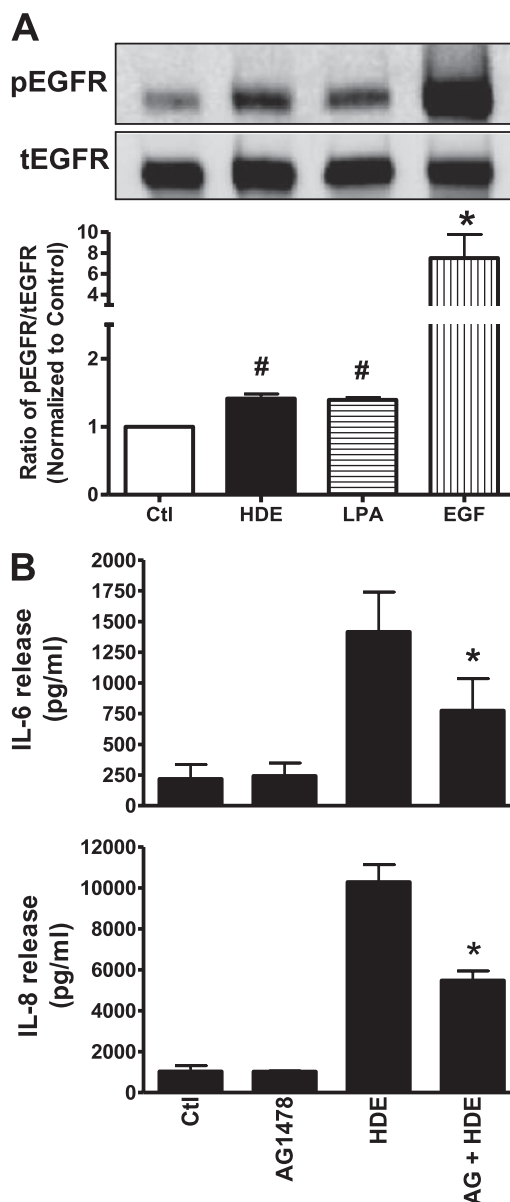 A
pEGFR
tEGFR
Ratio of pEGFR/tEGFR
(Normalized to Control)
10
8
6
4
2
1
0
*
#
#
Ctl
HDE
LPA
EGF
B
IL-6 release
(pg/ml)
2000
1750
1500
1250
1000
750
500
250
0
*
IL-8 release
(pg/ml)
12000
10000
8000
6000
4000
2000
0
*
Ctl
AG1478
HDE
AG + HDE